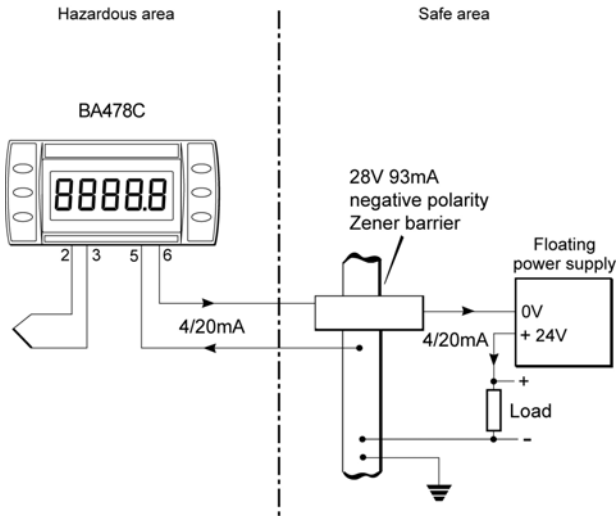 Hazardous area
Safe area
BA478C
8888.8
2 3 5 6
28V 93mA
negative polarity
Zener barrier
Floating
power supply
0V
+ 24V
4/20mA
4/20mA
+
Load
-